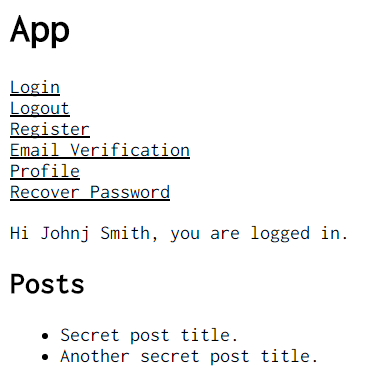 App
Login
Logout
Register
Email Verification
Profile
Recover Password
Hi Johnj Smith, you are logged in.
Posts
Secret post title.
Another secret post title.